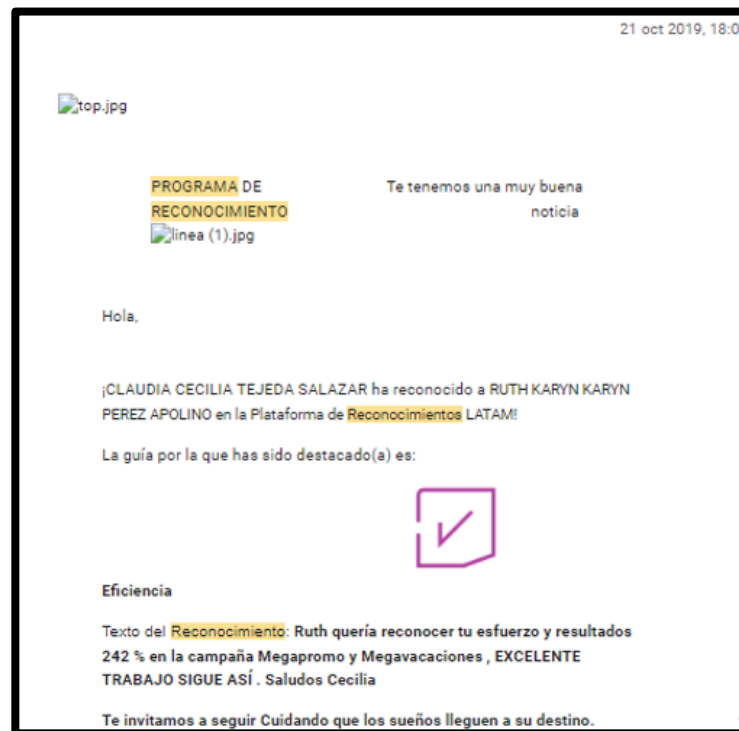 21 oct 2019, 18:0
top.jpg
PROGRAMA DE
RECONOCIMIENTO
linea (1).jpg
Te tenemos una muy buena
noticia
Hola,
¡CLAUDIA CECILIA TEJEDA SALAZAR ha reconocido a RUTH KARYN KARYN
PEREZ APOLINO en la Plataforma de Reconocimientos LATAM!
La guía por la que has sido destacado(a) es:
Eficiencia
Texto del Reconocimiento: Ruth quería reconocer tu esfuerzo y resultados
242 % en la campaña Megapromo y Megavacaciones , EXCELENTE
TRABAJO SIGUE ASÍ . Saludos Cecilia
Te invitamos a seguir Cuidando que los sueños lleguen a su destino.